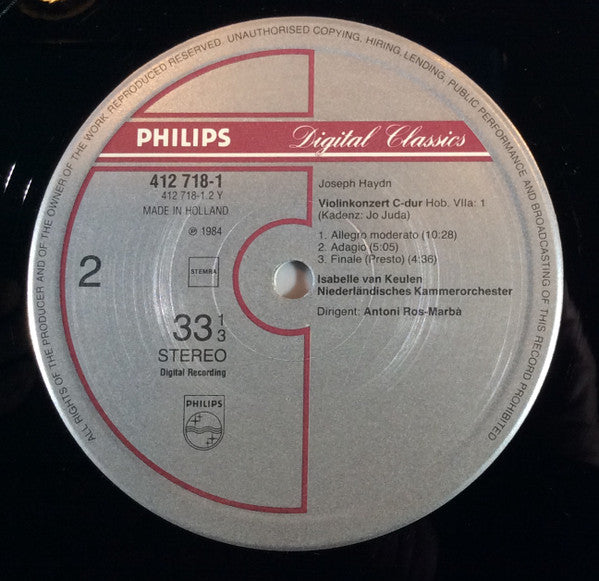 ALL RIGHTS OF THE PRODUCER AND OF THE OWNER OF THE WORK REPRODUCED RESERVED. UNAUTHORISED COPYING, HIRING, LENDING, PUBLIC PERFORMANCE AND BROADCASTING OF THIS RECORD PROHIBITED
PHILIPS Digital Classics
412 718-1
412 718-1.2 Y
MADE IN HOLLAND
℗ 1984
2
STEMRA
33 1/3
STEREO
Digital Recording
PHILIPS
Joseph Haydn
Violinkonzert C-dur Hob. VIIa: 1
(Kadenz: Jo Juda)
1. Allegro moderato (10:28)
2. Adagio (5:05)
3. Finale (Presto) (4:36)
Isabelle van Keulen
Niederländisches Kammerorchester
Dirigent: Antoni Ros-Marbà